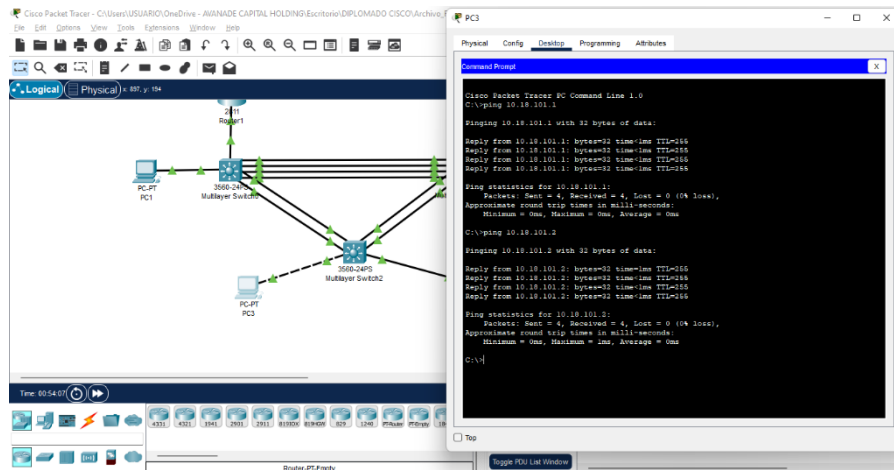 Cisco Packet Tracer - C:\Users\USUARIO\OneDrive - AVANADE CAPITAL HOLDING\Escritorio\DIPLOMADO CISCO\Archivo_F
File Edit Options View Tools Extensions Window Help
Logical
Physical
x: 897, y: 194
2811
Router1
PC-PT
PC1
3560-24PS
Multilayer Switch0
3560-24PS
Multilayer Switch2
PC-PT
PC3
Time: 00:54:07
4331 4321 1941 2901 2911 819IOX 819HGW 829 1240 PT-Router PT-Empty
Router-PT-Empty
PC3
Physical Config Desktop Programming Attributes
Command Prompt
X
Cisco Packet Tracer PC Command Line 1.0
C:\>ping 10.18.101.1
Pinging 10.18.101.1 with 32 bytes of data:
Reply from 10.18.101.1: bytes=32 time<1ms TTL=255
Reply from 10.18.101.1: bytes=32 time<1ms TTL=255
Reply from 10.18.101.1: bytes=32 time<1ms TTL=255
Reply from 10.18.101.1: bytes=32 time<1ms TTL=255
Ping statistics for 10.18.101.1:
Packets: Sent = 4, Received = 4, Lost = 0 (0% loss),
Approximate round trip times in milli-seconds:
Minimum = 0ms, Maximum = 0ms, Average = 0ms
C:\>ping 10.18.101.2
Pinging 10.18.101.2 with 32 bytes of data:
Reply from 10.18.101.2: bytes=32 time=1ms TTL=255
Reply from 10.18.101.2: bytes=32 time<1ms TTL=255
Reply from 10.18.101.2: bytes=32 time<1ms TTL=255
Reply from 10.18.101.2: bytes=32 time<1ms TTL=255
Ping statistics for 10.18.101.2:
Packets: Sent = 4, Received = 4, Lost = 0 (0% loss),
Approximate round trip times in milli-seconds:
Minimum = 0ms, Maximum = 1ms, Average = 0ms
C:\>
Top
Toggle PDU List Window